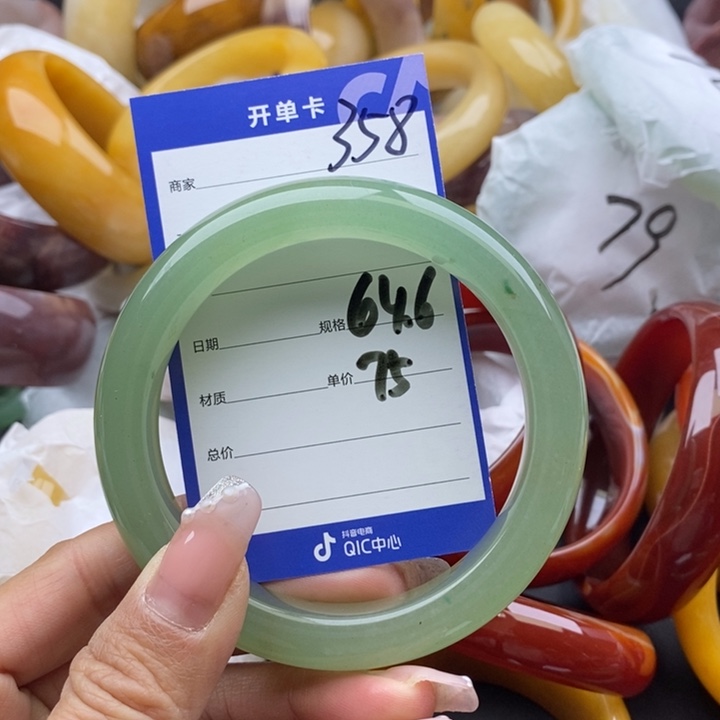 开单卡
358
商家
79
日期 规格 64.6
材质 单价 75
总价
抖音电商
QIC中心